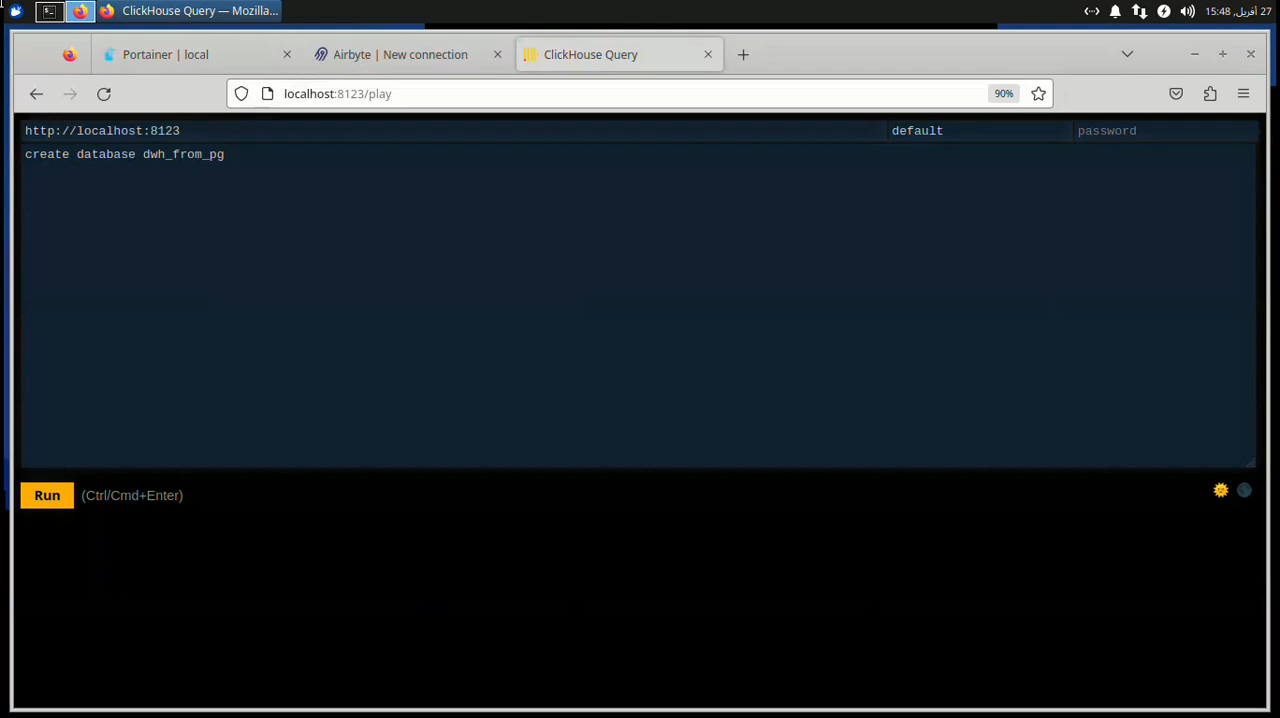 ClickHouse Query — Mozilla...
27 أفريل, 15:48
Portainer | local
Airbyte | New connection
ClickHouse Query
localhost:8123/play
90%
http://localhost:8123
default
password
create database dwh_from_pg
Run
(Ctrl/Cmd+Enter)